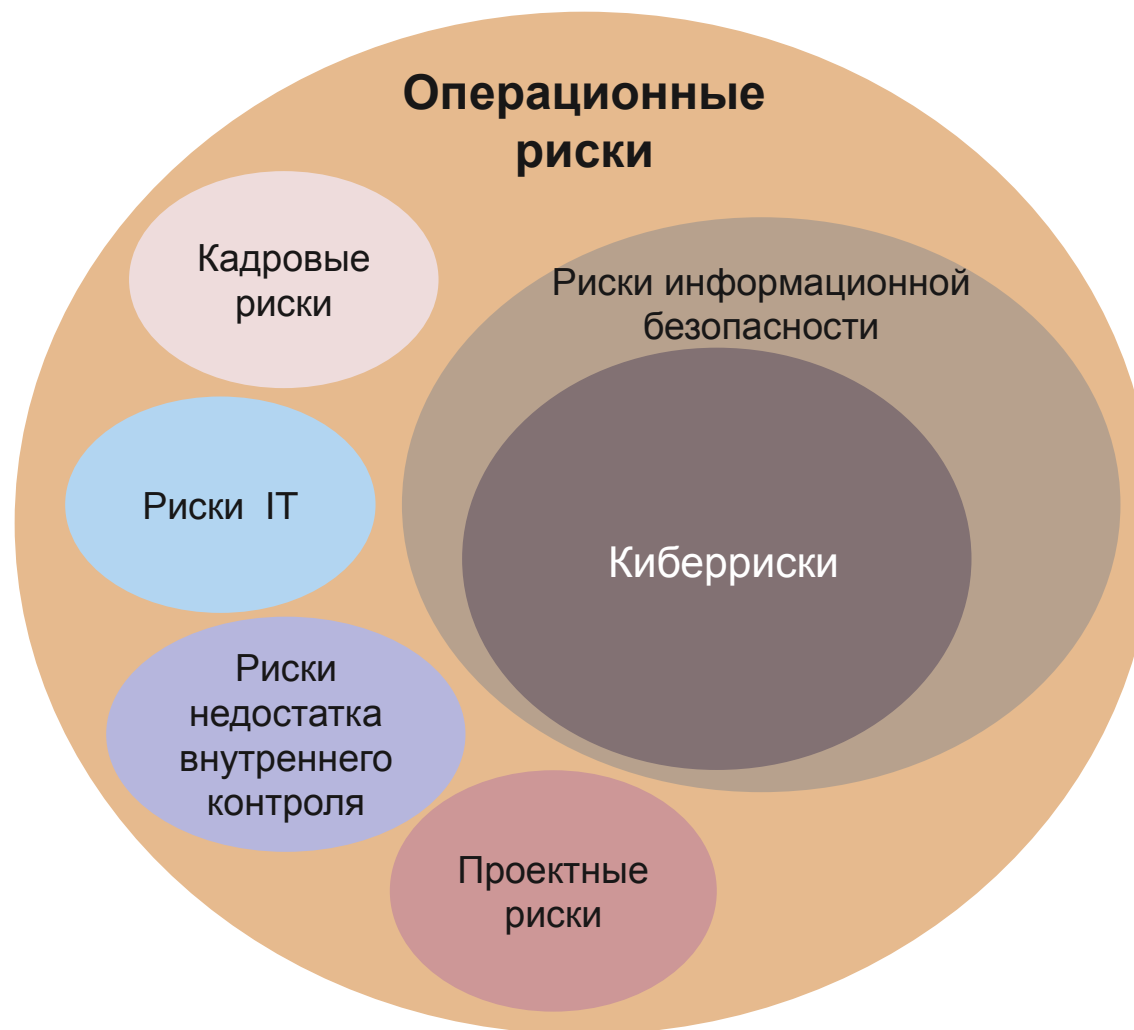 Операционные
риски
Кадровые
риски
Риски информационной
безопасности
Риски IT
Киберриски
Риски
недостатка
внутреннего
контроля
Проектные
риски